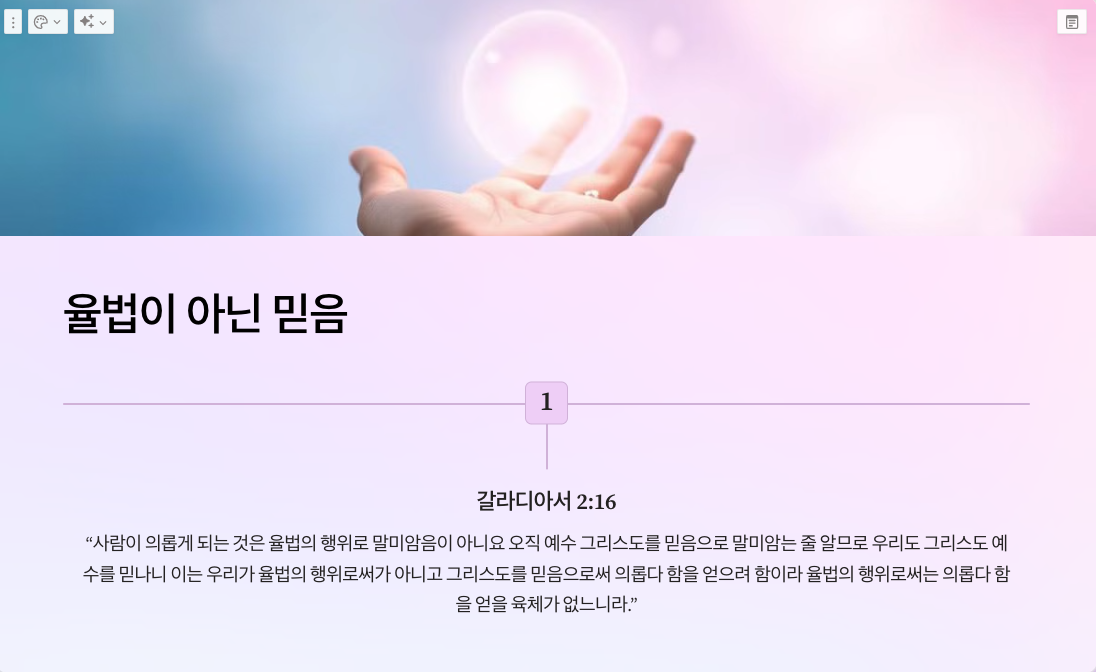 율법이 아닌 믿음
1
갈라디아서 2:16
“사람이 의롭게 되는 것은 율법의 행위로 말미암음이 아니요 오직 예수 그리스도를 믿음으로 말미암는 줄 알므로 우리도 그리스도 예
수를 믿나니 이는 우리가 율법의 행위로써가 아니고 그리스도를 믿음으로써 의롭다 함을 얻으려 함이라 율법의 행위로써는 의롭다 함
을 얻을 육체가 없느니라.”